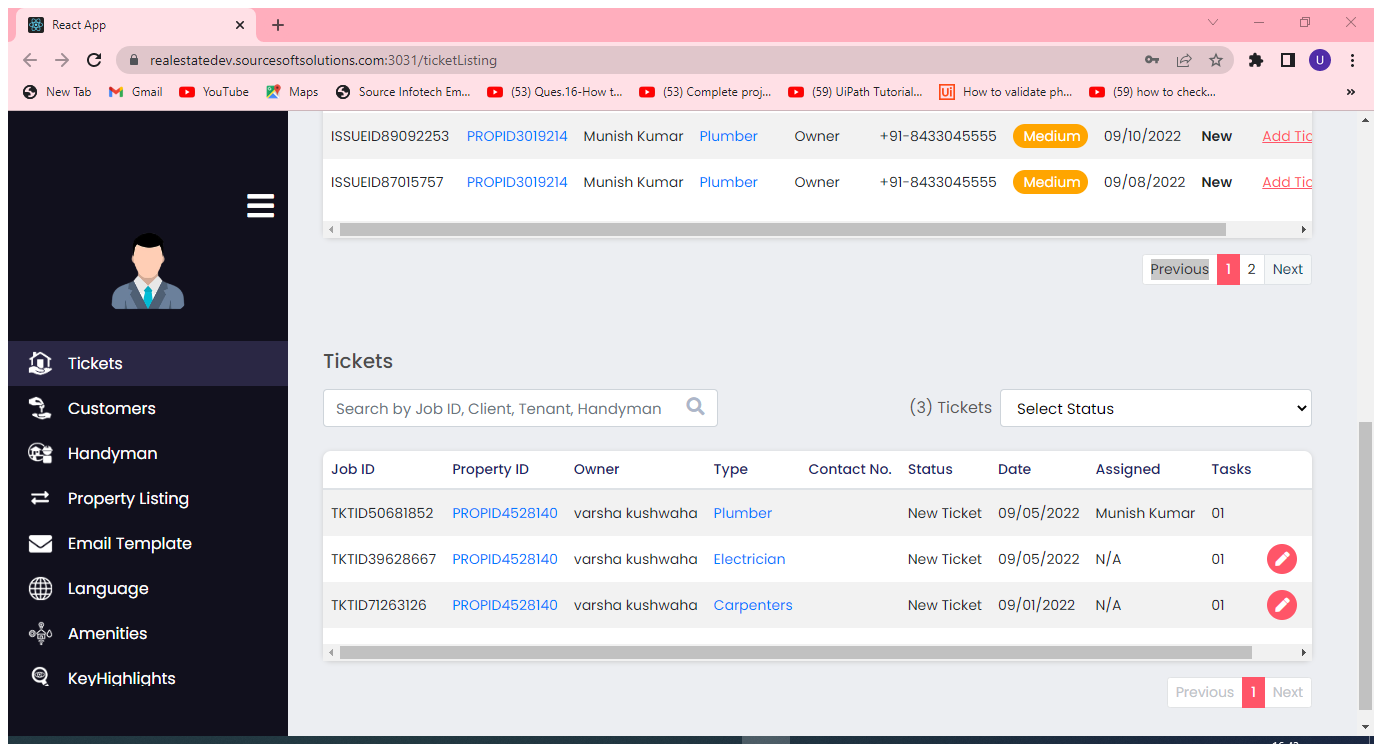 React App
realestatedev.sourcesoftsolutions.com:3031/ticketListing
U
New Tab Gmail YouTube Maps Source Infotech Em... (53) Ques.16-How t... (53) Complete proj... (59) UiPath Tutorial... Ui How to validate ph... (59) how to check... »
ISSUEID89092253 PROPID3019214 Munish Kumar Plumber Owner +91-8433045555 Medium 09/10/2022 New Add Tic
ISSUEID87015757 PROPID3019214 Munish Kumar Plumber Owner +91-8433045555 Medium 09/08/2022 New Add Tic
Previous 1 2 Next
Tickets
Customers
Handyman
Property Listing
Email Template
Language
Amenities
KeyHighlights
Tickets
Search by Job ID, Client, Tenant, Handyman
(3) Tickets Select Status
Job ID Property ID Owner Type Contact No. Status Date Assigned Tasks
TKTID50681852 PROPID4528140 varsha kushwaha Plumber New Ticket 09/05/2022 Munish Kumar 01
TKTID39628667 PROPID4528140 varsha kushwaha Electrician New Ticket 09/05/2022 N/A 01
TKTID71263126 PROPID4528140 varsha kushwaha Carpenters New Ticket 09/01/2022 N/A 01
Previous 1 Next